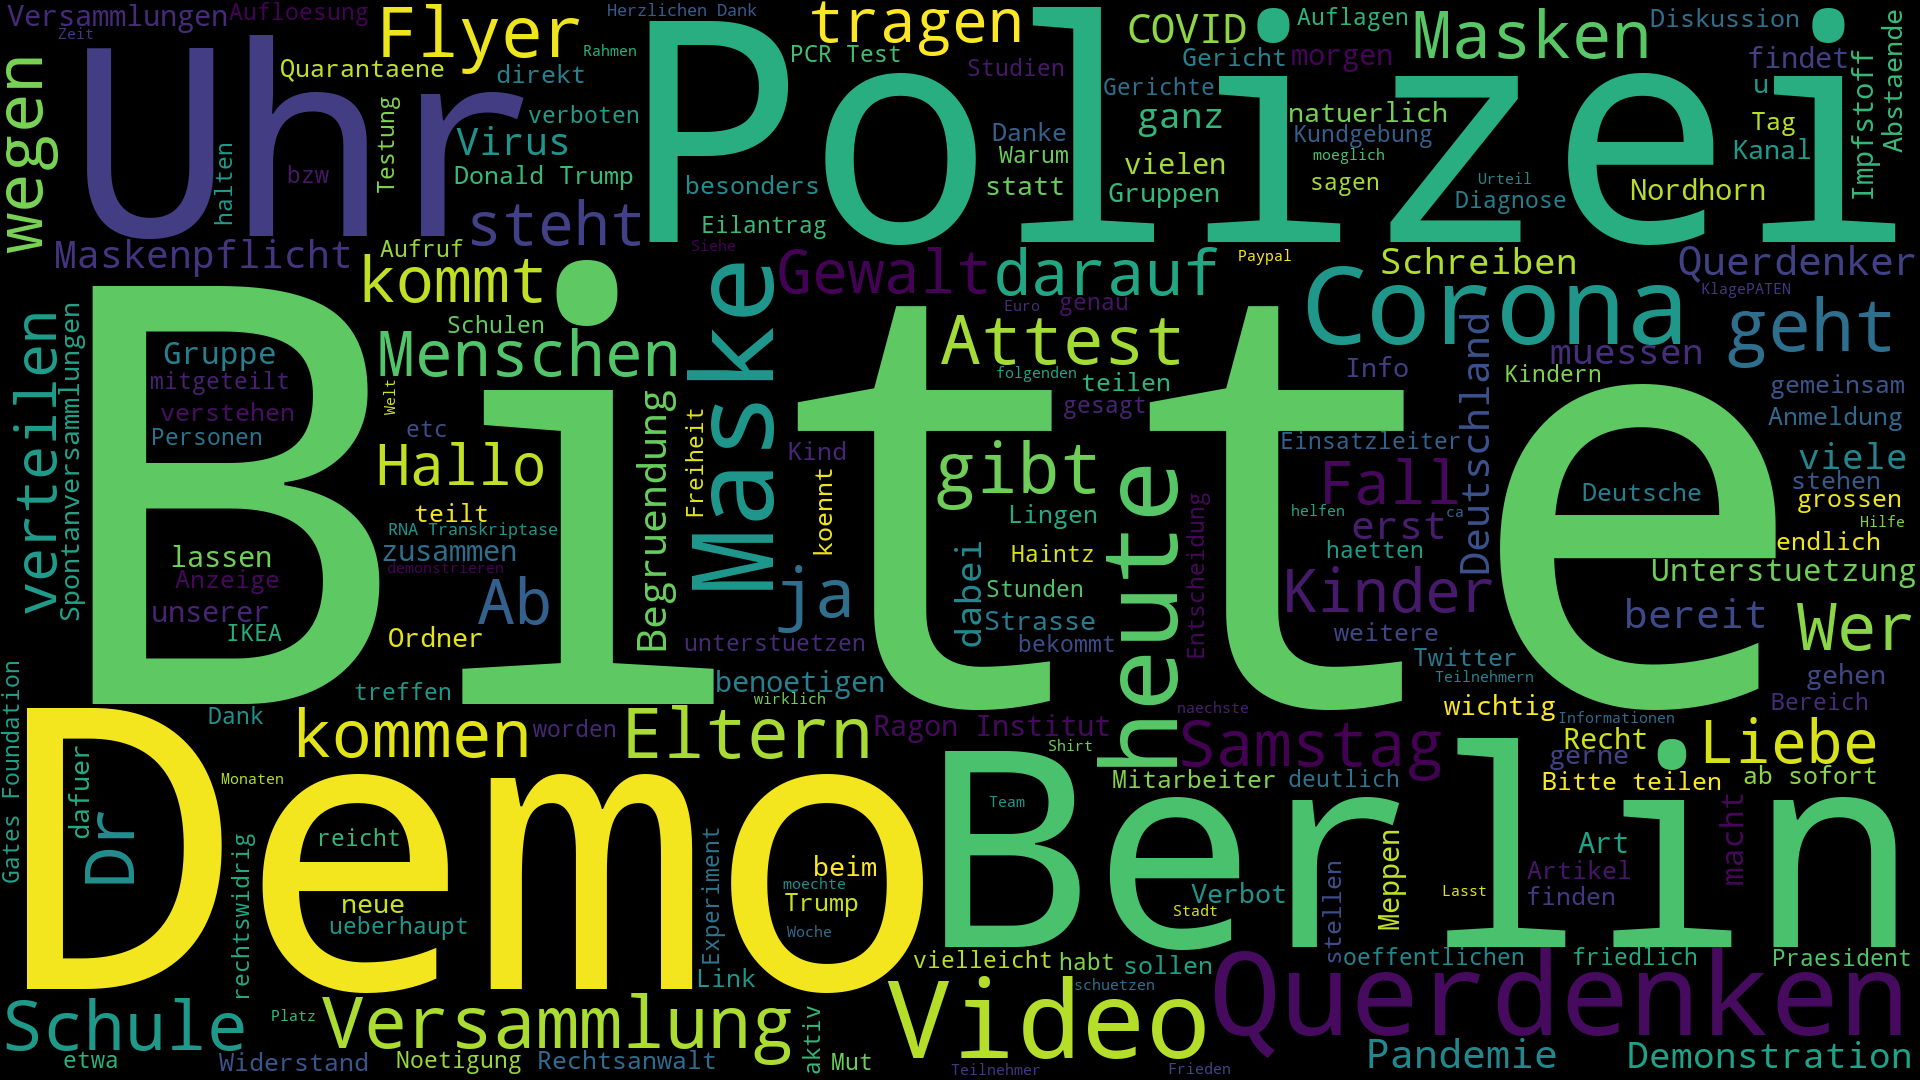 Versammlungen
Aufloesung
Zeit
Flyer
Herzlichen Dank
Rahmen
tragen
PCR Test
COVID
Auflagen
Masken
Diskussion
Gericht
morgen
findet
Abstaende
Uhr
Polizei
Quarantaene
direkt
Studien
Gerichte
u
wegen
Testung
verboten
Virus
ganz
natuerlich
Tag
Impfstoff
halten
Danke
Kundgebung
Kanal
bzw
Donald Trump
besonders
Warum
vielen
moeglich
statt
Gruppen
sagen
Urteil
Diagnose
Nordhorn
steht
Eilantrag
Maskenpflicht
Aufruf
Siehe
kommt
Gewalt
darauf
Paypal
Schreiben
Querdenker
KlagePATEN
Bitte
Maske
Euro
genau
Corona
geht
Schulen
verteilen
Spontanversammlungen
Gruppe
Menschen
Attest
muessen
mitgeteilt
Welt
folgenden
teilen
Info
Kindern
gemeinsam
verstehen
gesagt
Anmeldung
Personen
etc
Begruendung
Freiheit
Kind
Einsatzleiter
Deutschland
viele
Hallo
gibt
heute
Fall
stehen
Deutsche
grossen
teilt
koennt
Lingen
helfen
ca
Hilfe
RNA Transkriptase
erst
lassen
zusammen
Haintz
Entscheidung
haetten
endlich
Anzeige
demonstrieren
Unterstuetzung
unserer
Ab
ja
dabei
Stunden
Kinder
bereit
Wer
IKEA
Ordner
Strasse
weitere
unterstuetzen
bekommt
Twitter
Teilnehmern
gehen
treffen
benoetigen
wirklich
naechste
wichtig
Bereich
Dank
Informationen
Demo
kommen
worden
Eltern
Ragon Institut
Samstag
Recht
Liebe
Shirt
gerne
Gates Foundation
dafuer
Monaten
Mitarbeiter
deutlich
Bitte teilen
ab sofort
Berlin
Team
Dr
reicht
Art
macht
beim
Artikel
rechtswidrig
moechte
Experiment
Verbot
stellen
Meppen
Lasst
finden
neue
Trump
Stadt
ueberhaupt
Woche
vielleicht
habt
sollen
oeffentlichen
friedlich
Praesident
Link
schuetzen
Schule
Platz
Versammlung
aktiv
Video
Querdenken
etwa
Widerstand
Noetigung
Rechtsanwalt
Mut
Teilnehmer
Frieden
Pandemie
Demonstration